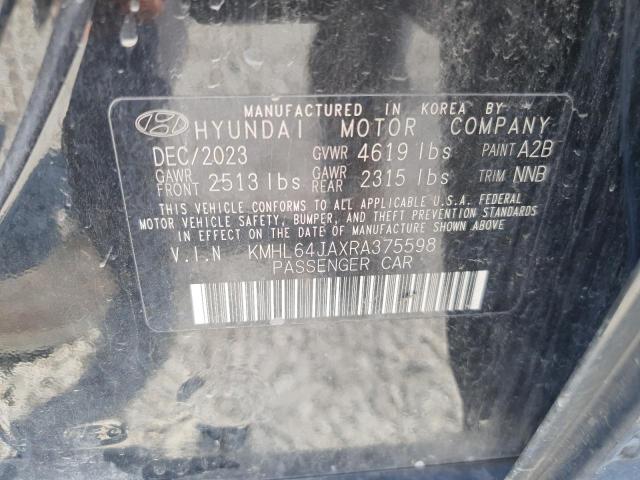 MANUFACTURED IN KOREA BY
HYUNDAI MOTOR COMPANY
DEC/2023 GVWR 4619 lbs PAINT A2B
GAWR FRONT 2513 lbs GAWR REAR 2315 lbs TRIM NNB
THIS VEHICLE CONFORMS TO ALL APPLICABLE U.S.A. FEDERAL
MOTOR VEHICLE SAFETY, BUMPER, AND THEFT PREVENTION STANDARDS
IN EFFECT ON THE DATE OF MANUFACTURE SHOWN ABOVE.
V.I.N KMHL64JAXRA375598
PASSENGER CAR